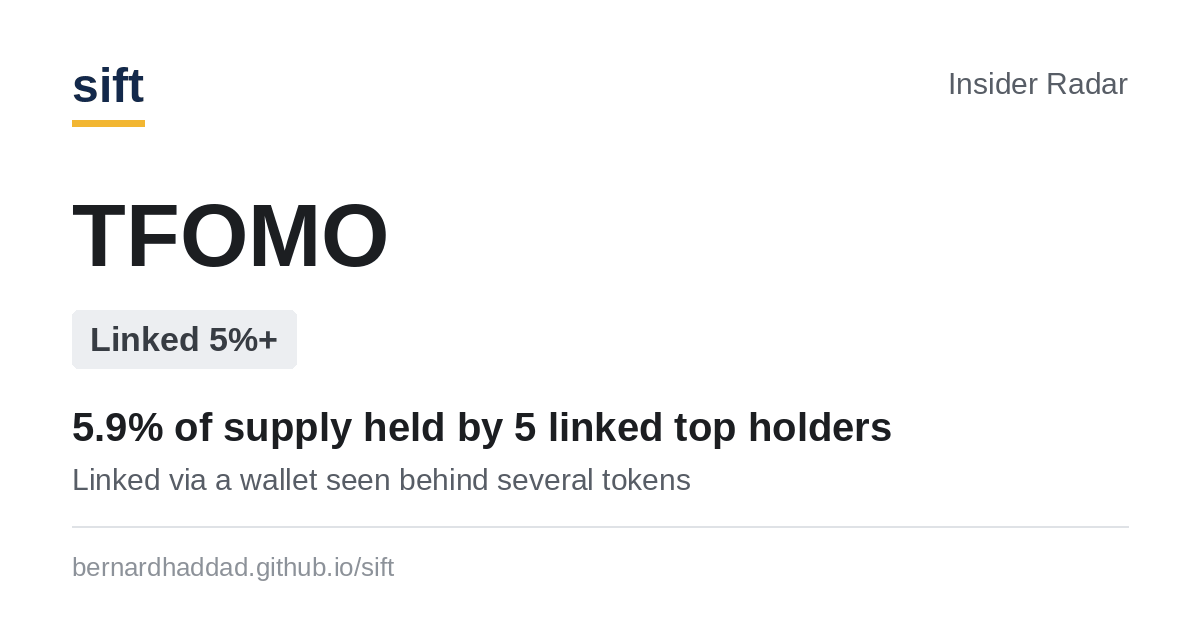 sift
Insider Radar
TFOMO
Linked 5%+
5.9% of supply held by 5 linked top holders
Linked via a wallet seen behind several tokens
bernardhaddad.github.io/sift